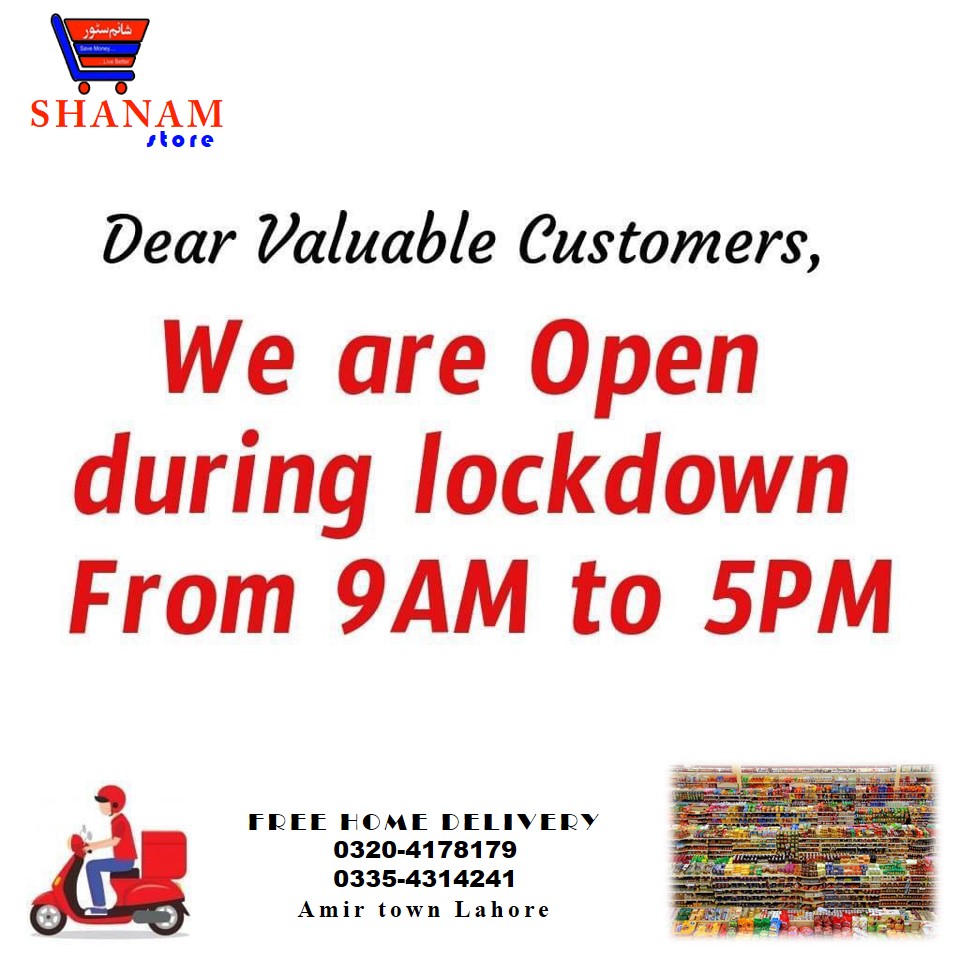 شانم سٹور
Save Money...
...Live Better
SHANAM
store
Dear Valuable Customers,
We are Open
during lockdown
From 9AM to 5PM
FREE HOME DELIVERY
0320-4178179
0335-4314241
Amir town Lahore